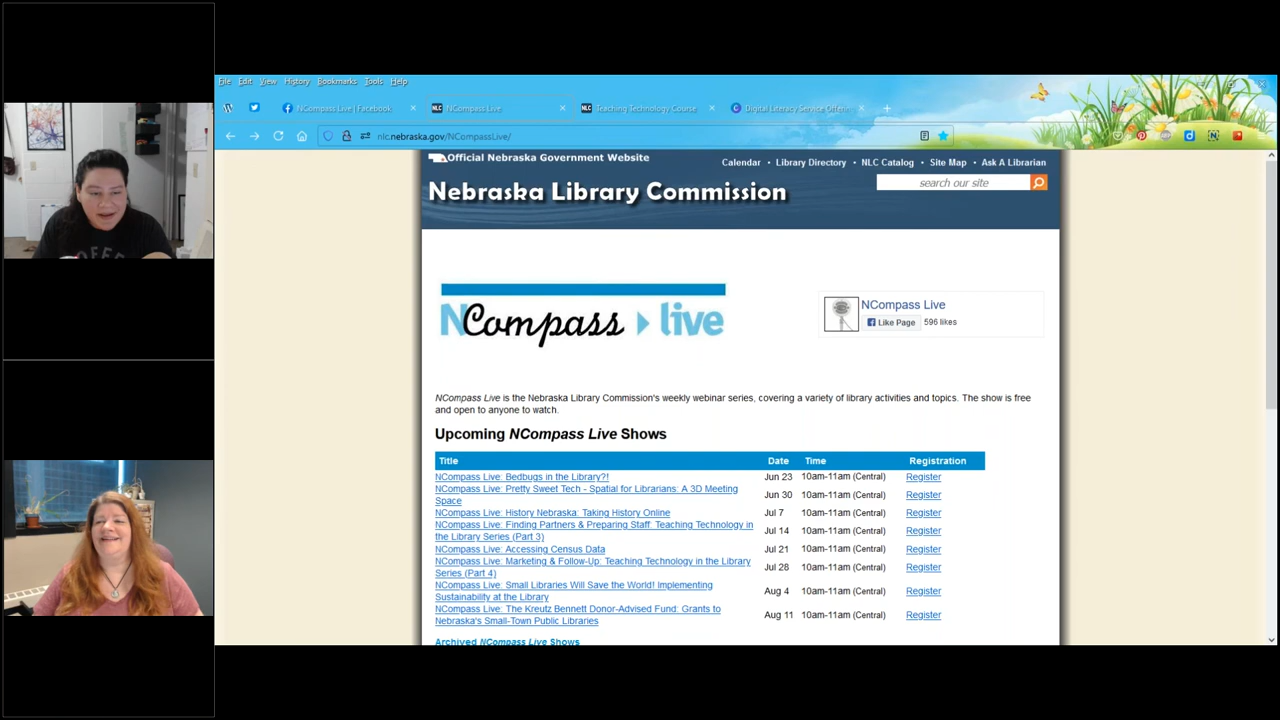 File Edit View History Bookmarks Tools Help
NCompass Live | Facebook
NLC NCompass Live
NLC Teaching Technology Course
Digital Literacy Service Offerin
nlc.nebraska.gov/NCompassLive/
Official Nebraska Government Website
Calendar • Library Directory • NLC Catalog • Site Map • Ask A Librarian
Nebraska Library Commission
search our site
NCompass live
NCompass Live
Like Page 596 likes
NCompass Live is the Nebraska Library Commission's weekly webinar series, covering a variety of library activities and topics. The show is free
and open to anyone to watch.
Upcoming NCompass Live Shows
Title Date Time Registration
NCompass Live: Bedbugs in the Library?! Jun 23 10am-11am (Central) Register
NCompass Live: Pretty Sweet Tech - Spatial for Librarians: A 3D Meeting
Space Jun 30 10am-11am (Central) Register
NCompass Live: History Nebraska: Taking History Online Jul 7 10am-11am (Central) Register
NCompass Live: Finding Partners & Preparing Staff: Teaching Technology in
the Library Series (Part 3) Jul 14 10am-11am (Central) Register
NCompass Live: Accessing Census Data Jul 21 10am-11am (Central) Register
NCompass Live: Marketing & Follow-Up: Teaching Technology in the Library
Series (Part 4) Jul 28 10am-11am (Central) Register
NCompass Live: Small Libraries Will Save the World! Implementing
Sustainability at the Library Aug 4 10am-11am (Central) Register
NCompass Live: The Kreutz Bennett Donor-Advised Fund: Grants to
Nebraska's Small-Town Public Libraries Aug 11 10am-11am (Central) Register
Archived NCompass Live Shows